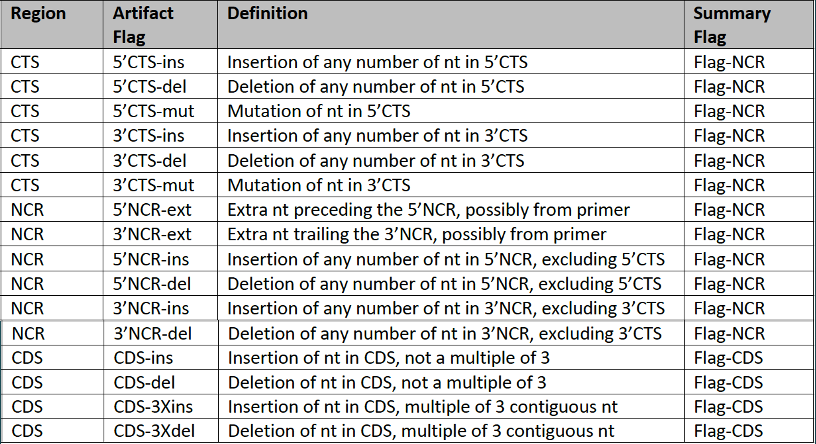 Region Artifact Flag Definition Summary Flag
CTS 5’CTS-ins Insertion of any number of nt in 5’CTS Flag-NCR
CTS 5’CTS-del Deletion of any number of nt in 5’CTS Flag-NCR
CTS 5’CTS-mut Mutation of nt in 5’CTS Flag-NCR
CTS 3’CTS-ins Insertion of any number of nt in 3’CTS Flag-NCR
CTS 3’CTS-del Deletion of any number of nt in 3’CTS Flag-NCR
CTS 3’CTS-mut Mutation of nt in 3’CTS Flag-NCR
NCR 5’NCR-ext Extra nt preceding the 5’NCR, possibly from primer Flag-NCR
NCR 3’NCR-ext Extra nt trailing the 3’NCR, possibly from primer Flag-NCR
NCR 5’NCR-ins Insertion of any number of nt in 5’NCR, excluding 5’CTS Flag-NCR
NCR 5’NCR-del Deletion of any number of nt in 5’NCR, excluding 5’CTS Flag-NCR
NCR 3’NCR-ins Insertion of any number of nt in 3’NCR, excluding 3’CTS Flag-NCR
NCR 3’NCR-del Deletion of any number of nt in 3’NCR, excluding 3’CTS Flag-NCR
CDS CDS-ins Insertion of nt in CDS, not a multiple of 3 Flag-CDS
CDS CDS-del Deletion of nt in CDS, not a multiple of 3 Flag-CDS
CDS CDS-3Xins Insertion of nt in CDS, multiple of 3 contiguous nt Flag-CDS
CDS CDS-3Xdel Deletion of nt in CDS, multiple of 3 contiguous nt Flag-CDS